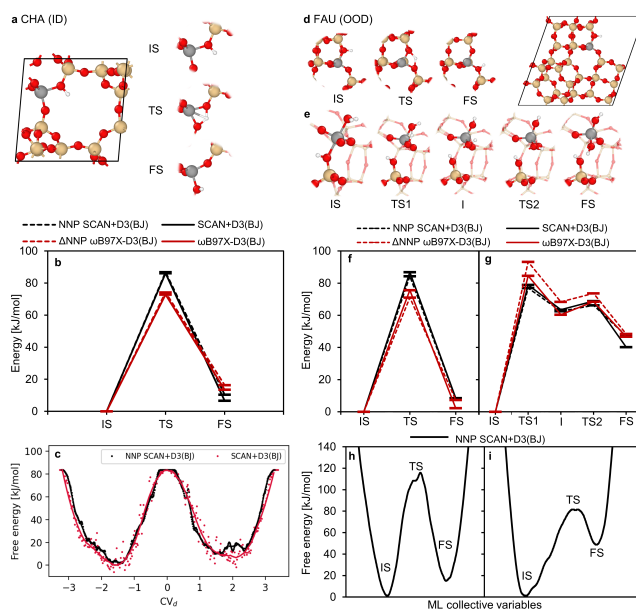 a CHA (ID)
IS
TS
FS
d FAU (OOD)
IS TS FS
e
IS TS1 I TS2 FS
NNP SCAN+D3(BJ) SCAN+D3(BJ)
ΔNNP ωB97X-D3(BJ) ωB97X-D3(BJ)
NNP SCAN+D3(BJ) SCAN+D3(BJ)
ΔNNP ωB97X-D3(BJ) ωB97X-D3(BJ)
b
Energy [kJ/mol]
100
80
60
40
20
0
IS TS FS
f
Energy [kJ/mol]
100
80
60
40
20
0
IS TS FS
g
IS TS1 I TS2 FS
c
NNP SCAN+D3(BJ) SCAN+D3(BJ)
Free energy [kJ/mol]
100
80
60
40
20
0
−3 −2 −1 0 1 2 3
CVd
NNP SCAN+D3(BJ)
h
Free energy [kJ/mol]
140
120
100
80
60
40
20
0
TS
IS
FS
i
TS
FS
IS
ML collective variables